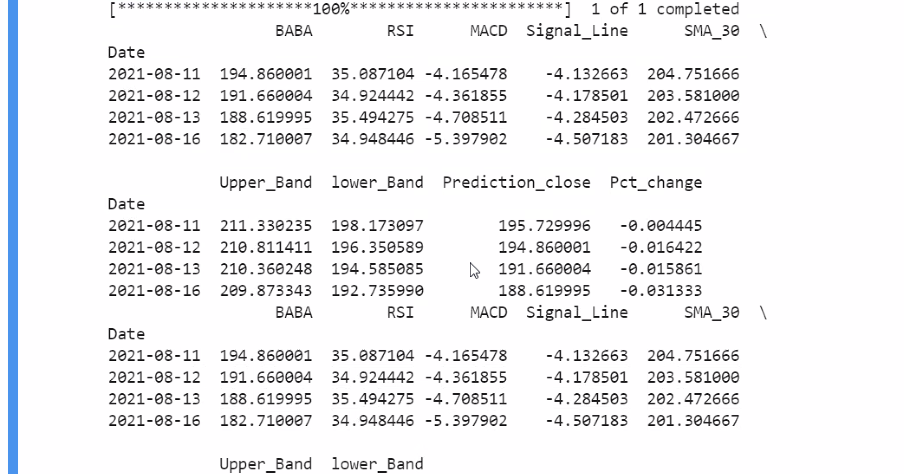 [*********************100%***********************]  1 of 1 completed
BABA RSI MACD Signal_Line SMA_30 \
Date
2021-08-11 194.860001 35.087104 -4.165478 -4.132663 204.751666
2021-08-12 191.660004 34.924442 -4.361855 -4.178501 203.581000
2021-08-13 188.619995 35.494275 -4.708511 -4.284503 202.472666
2021-08-16 182.710007 34.948446 -5.397902 -4.507183 201.304667
Upper_Band lower_Band Prediction_close Pct_change
Date
2021-08-11 211.330235 198.173097 195.729996 -0.004445
2021-08-12 210.811411 196.350589 194.860001 -0.016422
2021-08-13 210.360248 194.585085 191.660004 -0.015861
2021-08-16 209.873343 192.735990 188.619995 -0.031333
BABA RSI MACD Signal_Line SMA_30 \
Date
2021-08-11 194.860001 35.087104 -4.165478 -4.132663 204.751666
2021-08-12 191.660004 34.924442 -4.361855 -4.178501 203.581000
2021-08-13 188.619995 35.494275 -4.708511 -4.284503 202.472666
2021-08-16 182.710007 34.948446 -5.397902 -4.507183 201.304667
Upper_Band lower_Band